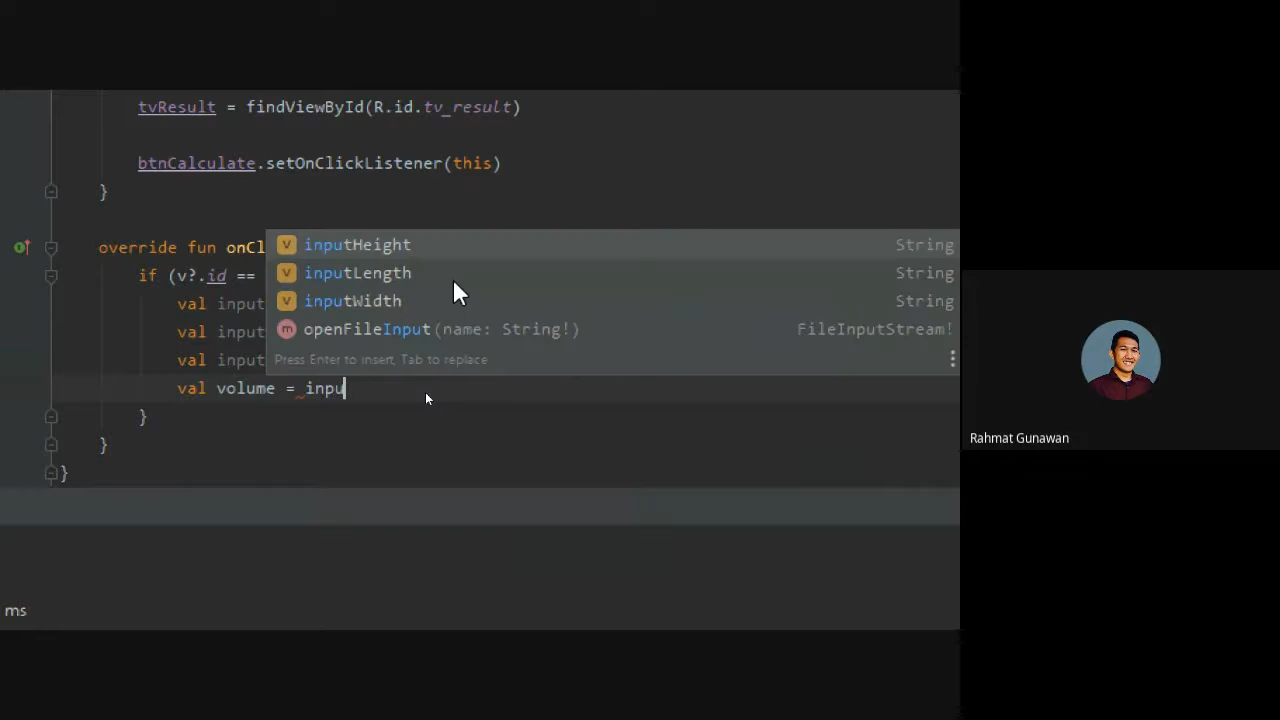 tvResult = findViewById(R.id.tv_result)
btnCalculate.setOnClickListener(this)
}
override fun onCl
if (v?.id ==
val input
val input
val input
val volume = inpu
}
}
}
inputHeight String
inputLength String
inputWidth String
openFileInput(name: String!) FileInputStream!
Press Enter to insert, Tab to replace
ms
Rahmat Gunawan